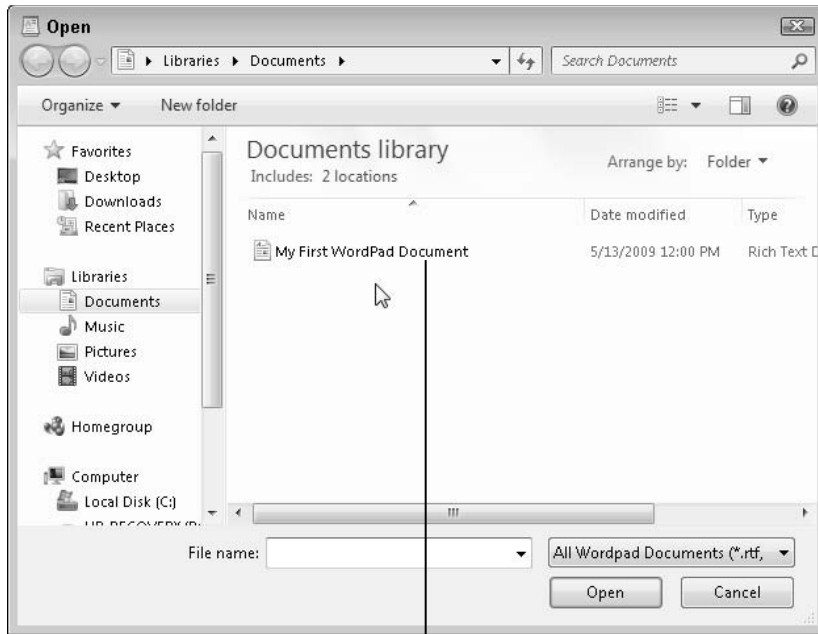 Open
Libraries Documents
Search Documents
Organize New folder
Favorites
Desktop
Downloads
Recent Places
Libraries
Documents
Music
Pictures
Videos
Homegroup
Computer
Local Disk (C:)
Documents library
Includes: 2 locations
Arrange by: Folder
Name Date modified Type
My First WordPad Document 5/13/2009 12:00 PM Rich Text D
File name: All Wordpad Documents (*.rtf,
Open Cancel